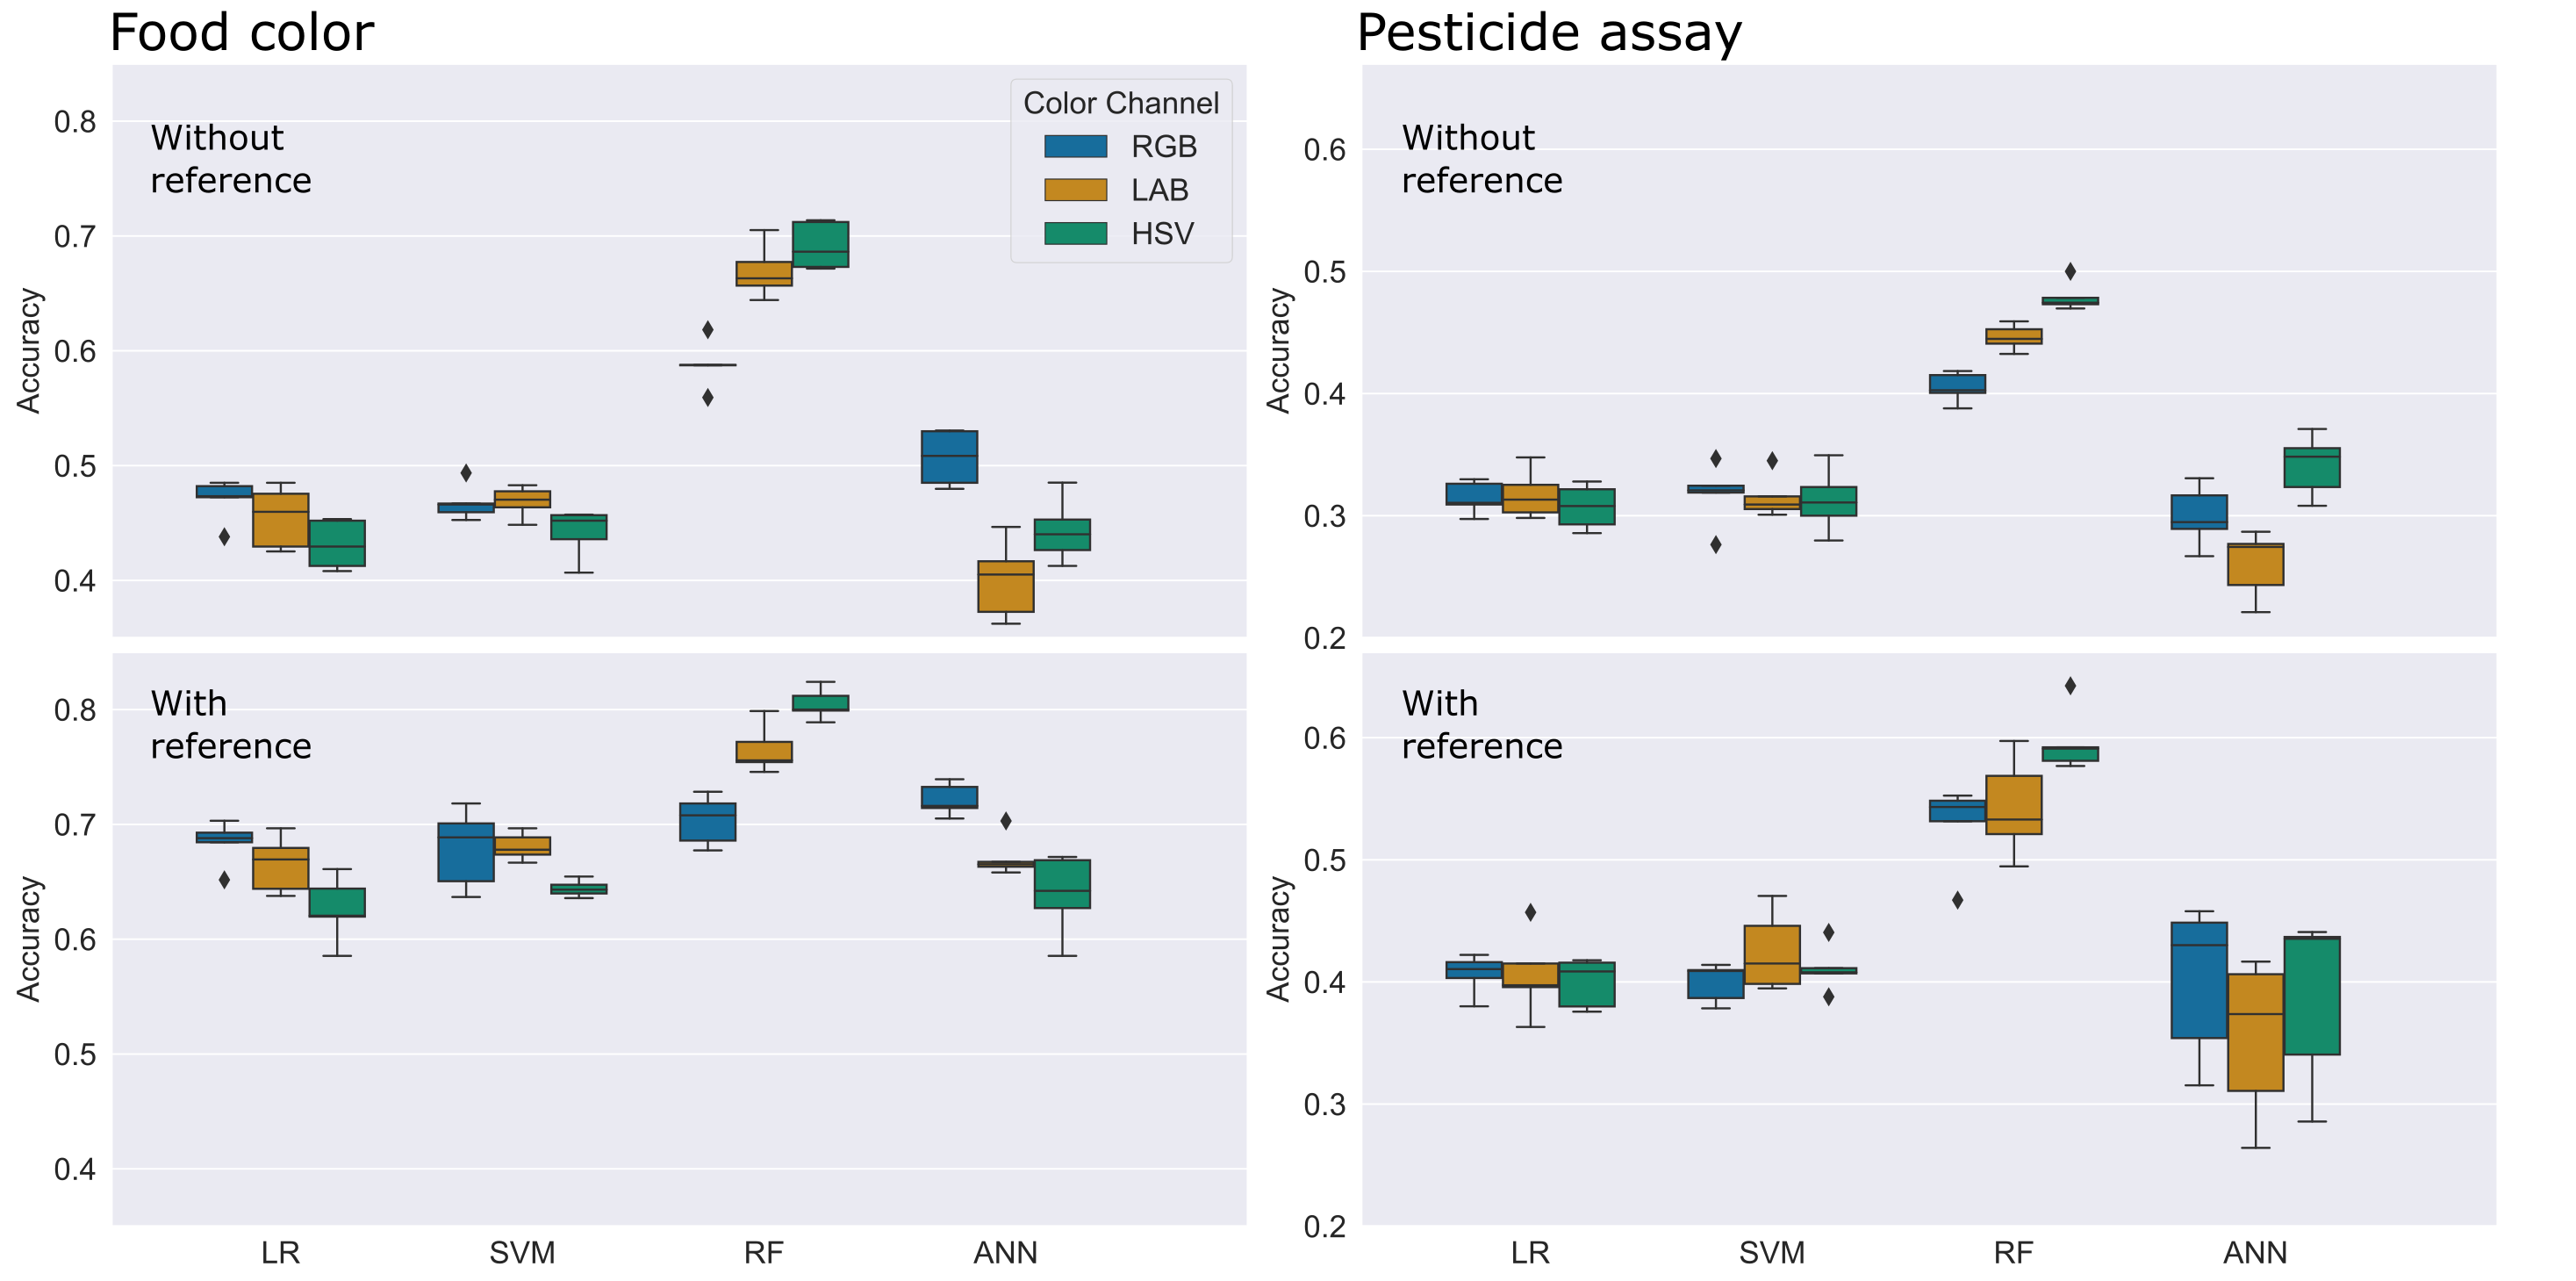 Food color
Pesticide assay
Without
reference
Color Channel
RGB
LAB
HSV
0.8
0.7
0.6
0.5
0.4
Accuracy
Without
reference
0.6
0.5
0.4
0.3
0.2
Accuracy
With
reference
0.8
0.7
0.6
0.5
0.4
Accuracy
LR
SVM
RF
ANN
With
reference
0.6
0.5
0.4
0.3
0.2
Accuracy
LR
SVM
RF
ANN